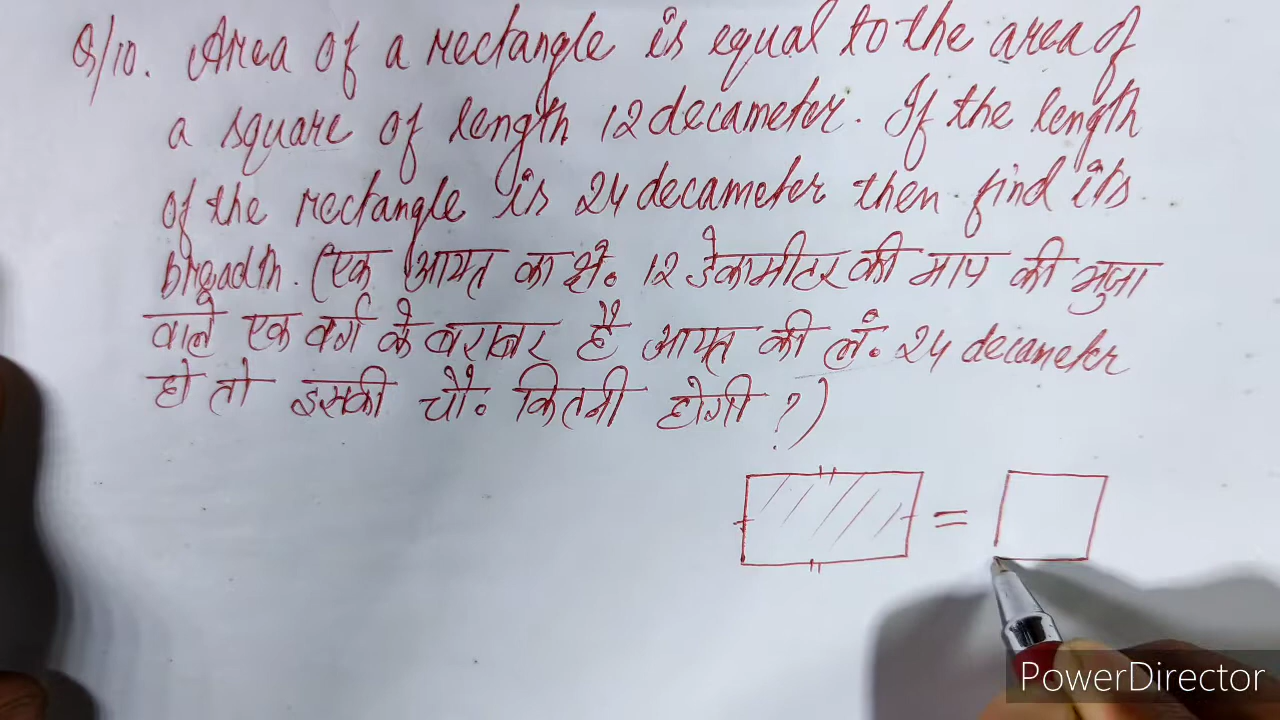 Q/10. Area of a rectangle is equal to the area of
a square of length 12 decameter. If the length
of the rectangle is 24 decameter then find its
breadth. (एक आयत का क्षे० 12 डेकामीटर की माप की भुजा
वाले एक वर्ग के बराबर है आयत की लं० 24 decameter
हो तो इसकी चौ० कितनी होगी ?)
=
PowerDirector